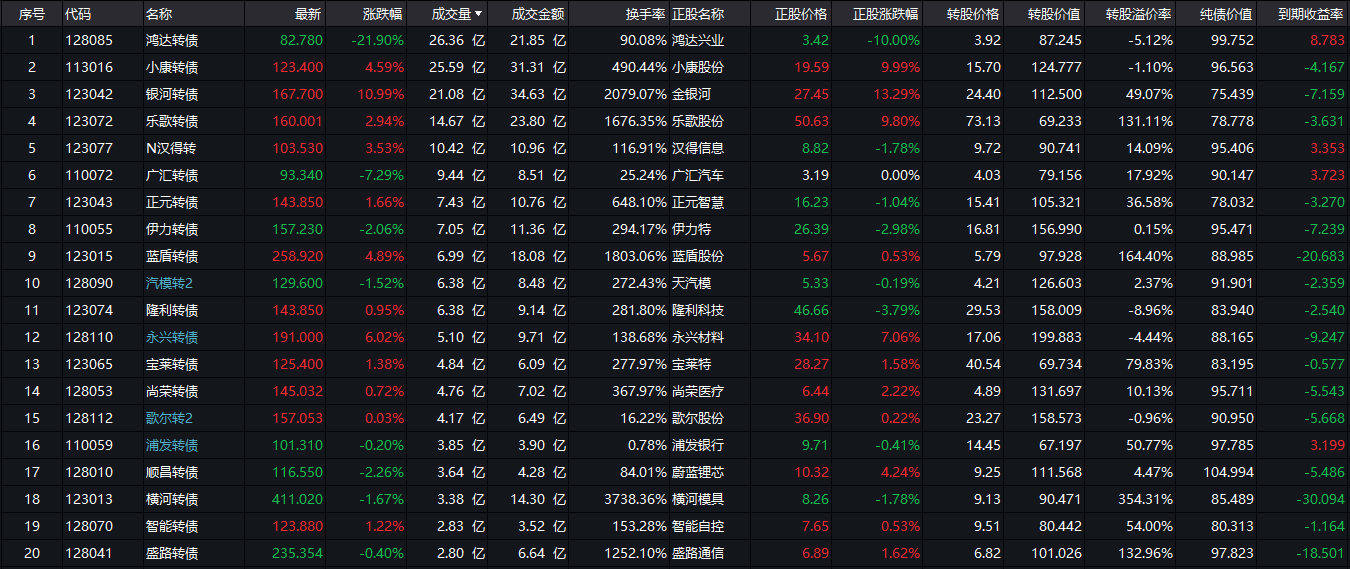 序号 代码 名称 最新 涨跌幅 成交量 成交金额 换手率 正股名称 正股价格 正股涨跌幅 转股价格 转股价值 转股溢价率 纯债价值 到期收益率
1 128085 鸿达转债 82.780 -21.90% 26.36 亿 21.85 亿 90.08% 鸿达兴业 3.42 -10.00% 3.92 87.245 -5.12% 99.752 8.783
2 113016 小康转债 123.400 4.59% 25.59 亿 31.31 亿 490.44% 小康股份 19.59 9.99% 15.70 124.777 -1.10% 96.563 -4.167
3 123042 银河转债 167.700 10.99% 21.08 亿 34.63 亿 2079.07% 金银河 27.45 13.29% 24.40 112.500 49.07% 75.439 -7.159
4 123072 乐歌转债 160.001 2.94% 14.67 亿 23.80 亿 1676.35% 乐歌股份 50.63 9.80% 73.13 69.233 131.11% 78.778 -3.631
5 123077 N汉得转 103.530 3.53% 10.42 亿 10.96 亿 116.91% 汉得信息 8.82 -1.78% 9.72 90.741 14.09% 95.406 3.353
6 110072 广汇转债 93.340 -7.29% 9.44 亿 8.51 亿 25.24% 广汇汽车 3.19 0.00% 4.03 79.156 17.92% 90.147 3.723
7 123043 正元转债 143.850 1.66% 7.43 亿 10.76 亿 648.10% 正元智慧 16.23 -1.04% 15.41 105.321 36.58% 78.032 -3.270
8 110055 伊力转债 157.230 -2.06% 7.05 亿 11.36 亿 294.17% 伊力特 26.39 -2.98% 16.81 156.990 0.15% 95.471 -7.239
9 123015 蓝盾转债 258.920 4.89% 6.99 亿 18.08 亿 1803.06% 蓝盾股份 5.67 0.53% 5.79 97.928 164.40% 88.985 -20.683
10 128090 汽模转2 129.600 -1.52% 6.38 亿 8.48 亿 272.43% 天汽模 5.33 -0.19% 4.21 126.603 2.37% 91.901 -2.359
11 123074 隆利转债 143.850 0.95% 6.38 亿 9.14 亿 281.80% 隆利科技 46.66 -3.79% 29.53 158.009 -8.96% 83.940 -2.540
12 128110 永兴转债 191.000 6.02% 5.10 亿 9.71 亿 138.68% 永兴材料 34.10 7.06% 17.06 199.883 -4.44% 88.165 -9.247
13 123065 宝莱转债 125.400 1.38% 4.84 亿 6.09 亿 277.97% 宝莱特 28.27 1.58% 40.54 69.734 79.83% 83.195 -0.577
14 128053 尚荣转债 145.032 0.72% 4.76 亿 7.02 亿 367.97% 尚荣医疗 6.44 2.22% 4.89 131.697 10.13% 95.711 -5.543
15 128112 歌尔转2 157.053 0.03% 4.17 亿 6.49 亿 16.22% 歌尔股份 36.90 0.22% 23.27 158.573 -0.96% 90.950 -5.668
16 110059 浦发转债 101.310 -0.20% 3.85 亿 3.90 亿 0.78% 浦发银行 9.71 -0.41% 14.45 67.197 50.77% 97.785 3.199
17 128010 顺昌转债 116.550 -2.26% 3.64 亿 4.28 亿 84.01% 蔚蓝锂芯 10.32 4.24% 9.25 111.568 4.47% 104.994 -5.486
18 123013 横河转债 411.020 -1.67% 3.38 亿 14.30 亿 3738.36% 横河模具 8.26 -1.78% 9.13 90.471 354.31% 85.489 -30.094
19 128070 智能转债 123.880 1.22% 2.83 亿 3.52 亿 153.28% 智能自控 7.65 0.53% 9.51 80.442 54.00% 80.313 -1.164
20 128041 盛路转债 235.354 -0.40% 2.80 亿 6.64 亿 1252.10% 盛路通信 6.89 1.62% 6.82 101.026 132.96% 97.823 -18.501